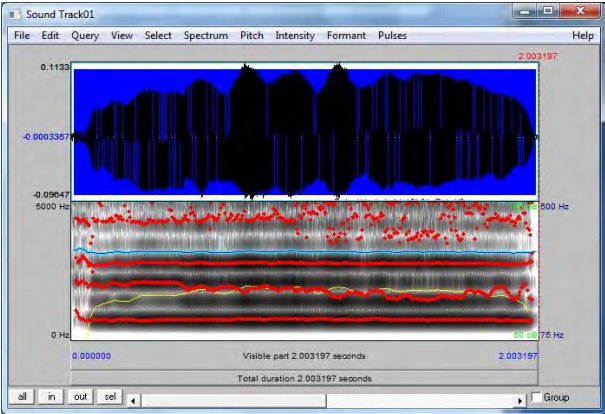 Sound Track01
File Edit Query View Select Spectrum Pitch Intensity Formant Pulses Help
2.003197
0.1133
-0.0003357
-0.09647
5000 Hz 500 Hz
0 Hz 50 dB 75 Hz
0.000000 Visible part 2.003197 seconds 2.003197
Total duration 2.003197 seconds
all in out sel Group